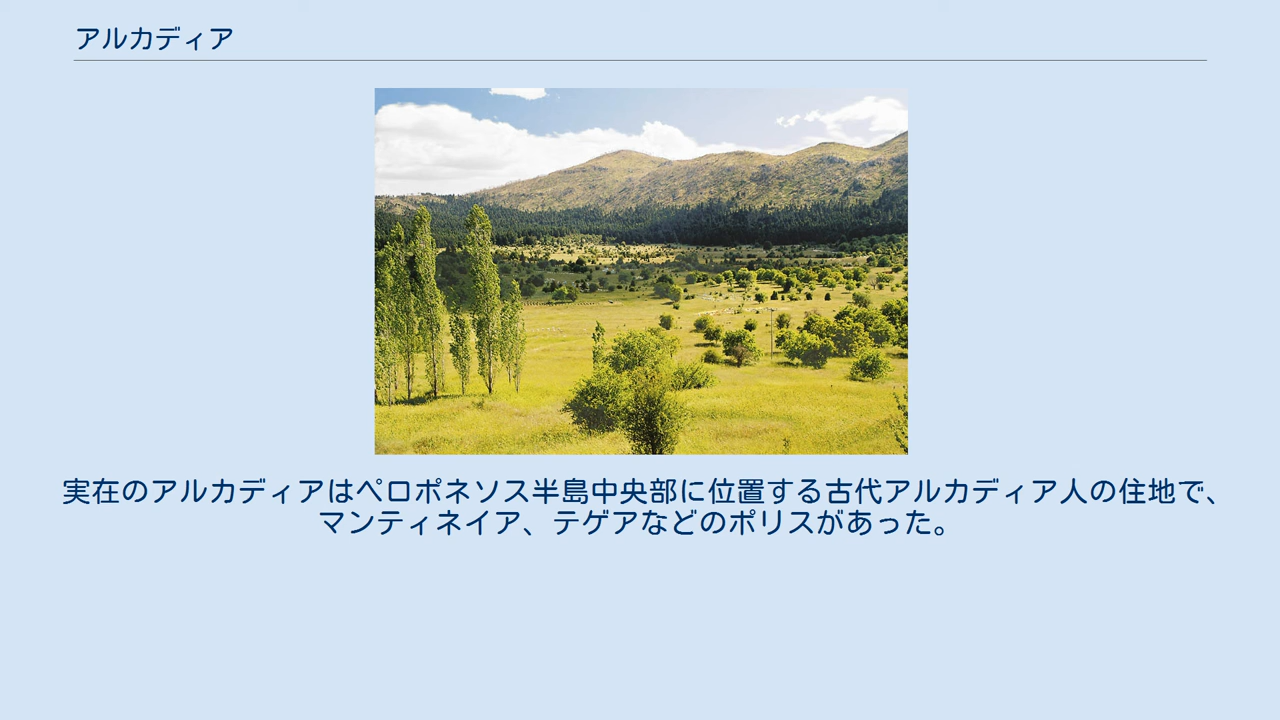 アルカディア
実在のアルカディアはペロポネソス半島中央部に位置する古代アルカディア人の住地で、
マンティネイア、テゲアなどのポリスがあった。